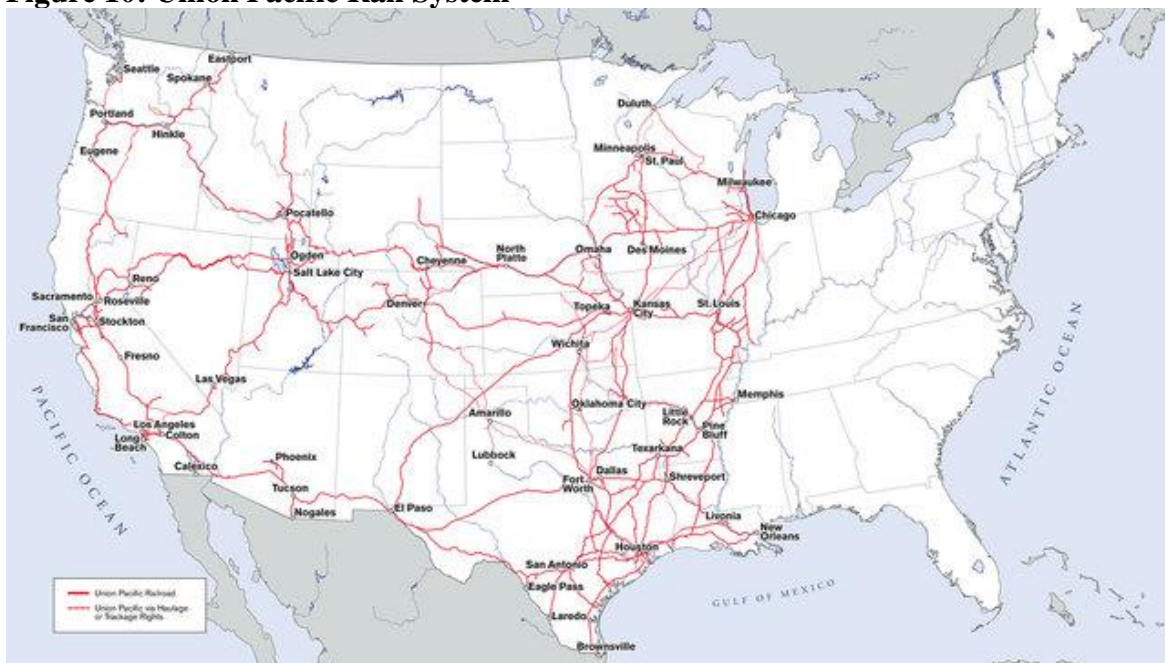 Figure 10: Union Pacific Rail System
Eastport
Seattle
Spokane
Portland
Hinkle
Eugene
Duluth
Minneapolis
St. Paul
Milwaukee
Chicago
Pocatello
Ogden
Salt Lake City
Cheyenne
North
Platte
Omaha
Des Moines
Reno
Sacramento
Roseville
San
Francisco
Stockton
Denver
Topeka
Kansas
City
St. Louis
Fresno
Wichita
Las Vegas
Memphis
Oklahoma City
Amarillo
Little
Rock
Pine
Bluff
Los Angeles
Long
Beach
Colton
Texarkana
Lubbock
Phoenix
Calexico
Dallas
Fort
Worth
Shreveport
Tucson
Nogales
El Paso
Livonia
New
Orleans
Houston
San Antonio
Eagle Pass
Laredo
Brownsville
PACIFIC OCEAN
ATLANTIC OCEAN
GULF OF MEXICO
Union Pacific Railroad
Union Pacific via Haulage
or Trackage Rights